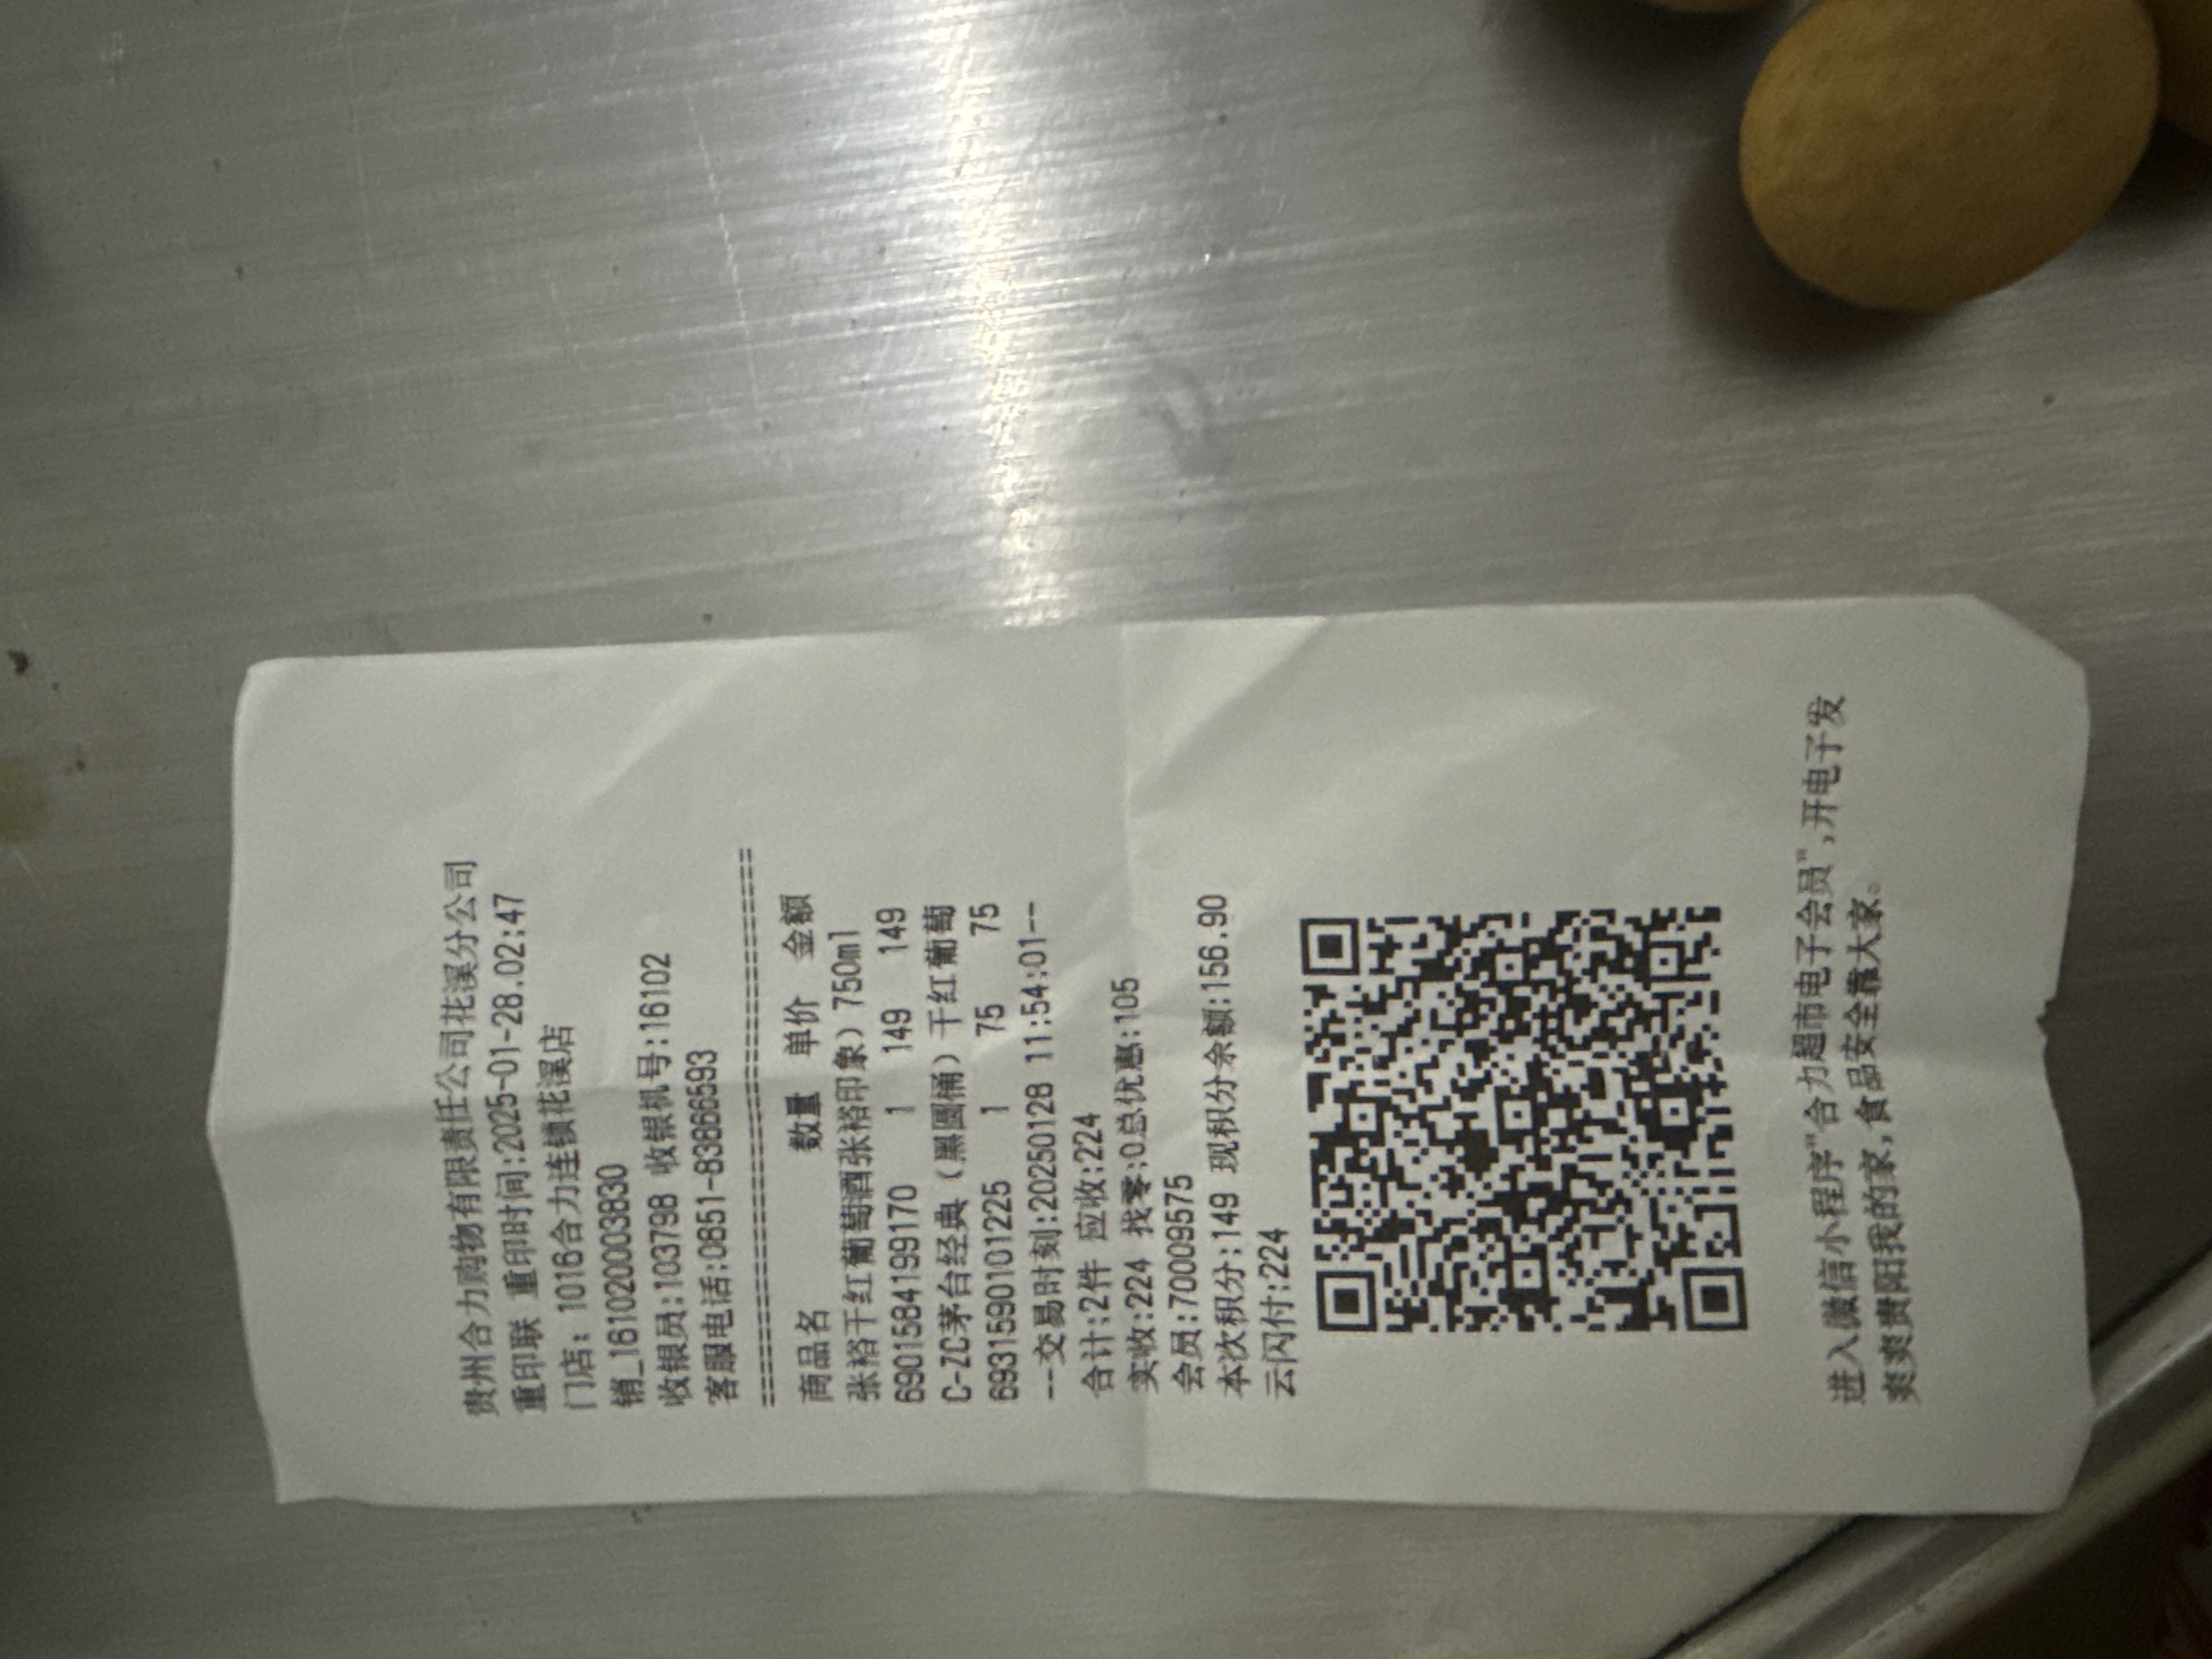 贵州合力购物有限责任公司花溪分公司
重印联 重印时间:2025-01-28.02:47
门店: 1016合力连锁花溪店
销_161020003830
收银员:103798 收银机号:16102
客服电话:0851-83866593
========================================
商品名 数量 单价 金额
张裕干红葡萄酒张裕印象)750ml
6901584199170 1 149 149
C-ZC茅台经典(黑圆桶)干红葡萄
6931590101225 1 75 75
--交易时刻:20250128 11:54:01--
合计:2件 应收:224
实收:224 找零:0总优惠:105
会员:700009575
本次积分:149 现积分余额:156.90
云闪付:224
进入微信小程序"合力超市电子会员",开电子发
爽爽贵阳我的家,食品安全靠大家。